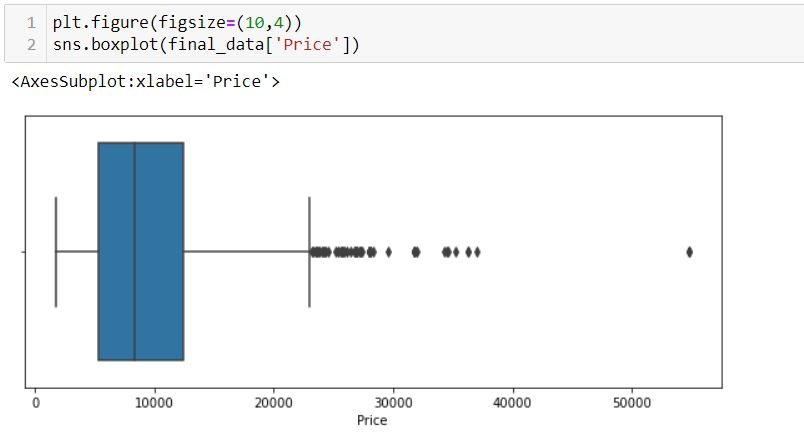 1 plt.figure(figsize=(10,4))
2 sns.boxplot(final_data['Price'])
<AxesSubplot:xlabel='Price'>
0 10000 20000 30000 40000 50000
Price